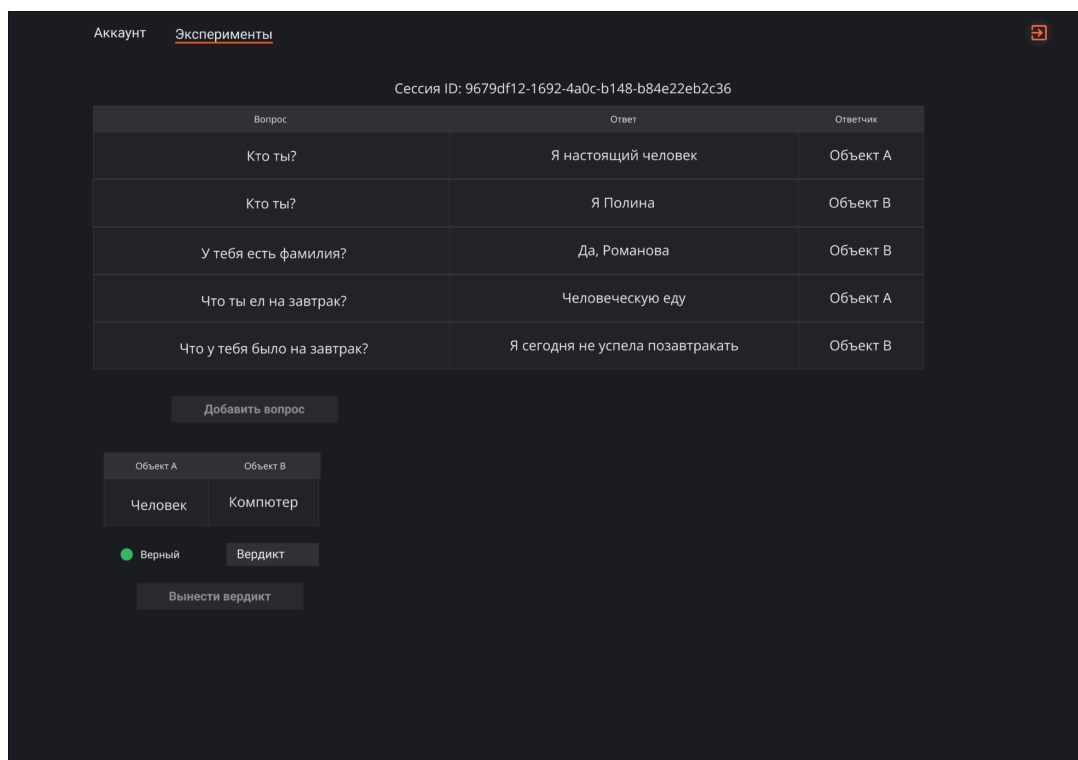 Аккаунт Эксперименты
Сессия ID: 9679df12-1692-4a0c-b148-b84e22eb2c36
Вопрос Ответ Ответчик
Кто ты? Я настоящий человек Объект A
Кто ты? Я Полина Объект B
У тебя есть фамилия? Да, Романова Объект B
Что ты ел на завтрак? Человеческую еду Объект A
Что у тебя было на завтрак? Я сегодня не успела позавтракать Объект B
Добавить вопрос
Объект A Объект B
Человек Компютер
Верный Вердикт
Вынести вердикт